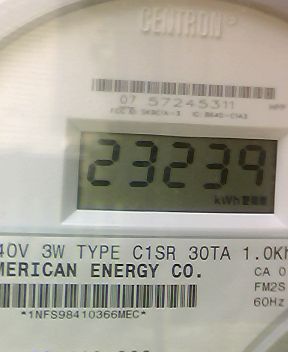 CENTRON®
07 57245311
23239
kWh
40V 3W TYPE C1SR 30TA 1.0Kh
MERICAN ENERGY CO.
CA 0
FM2S
60Hz
*1NFS98410366MEC*